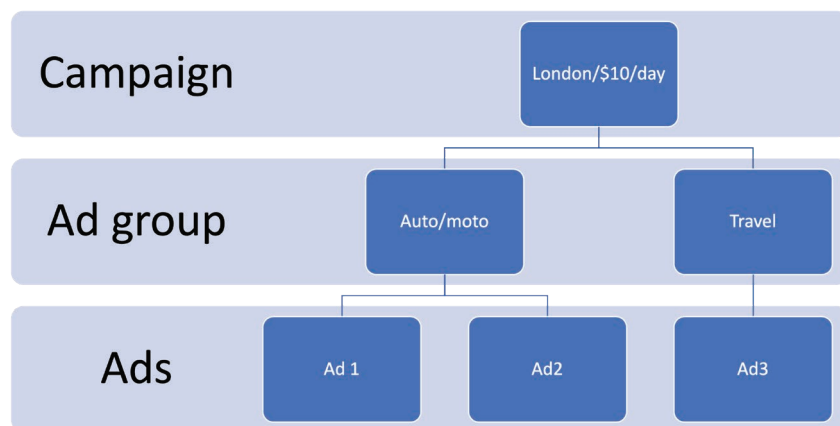 Campaign
London/$10/day
Ad group
Auto/moto
Travel
Ads
Ad 1
Ad2
Ad3